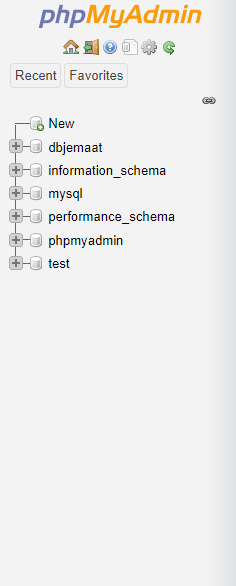 phpMyAdmin
Recent Favorites
New
dbjemaat
information_schema
mysql
performance_schema
phpmyadmin
test